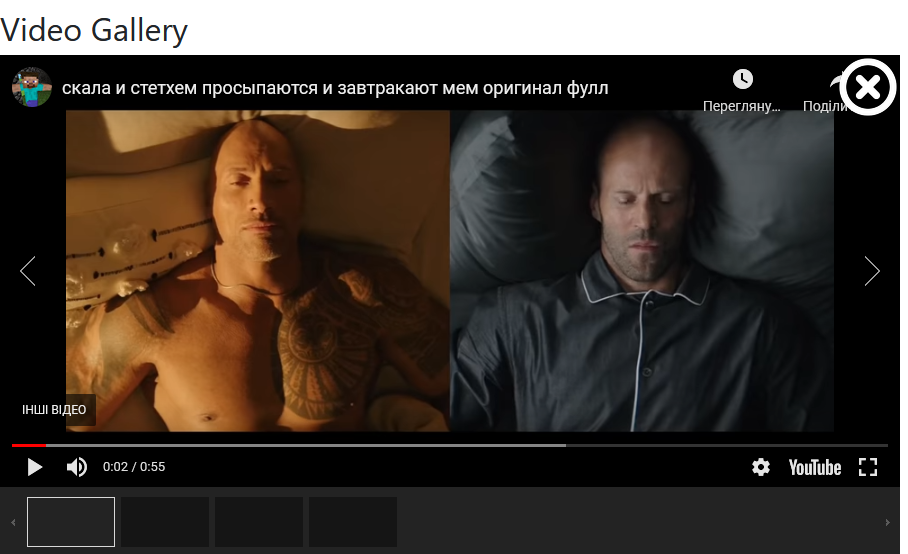 Video Gallery
скала и стетхем просыпаются и завтракают мем оригинал фулл
Перегляну...
Поділи
ІНШІ ВІДЕО
0:02 / 0:55
YouTube